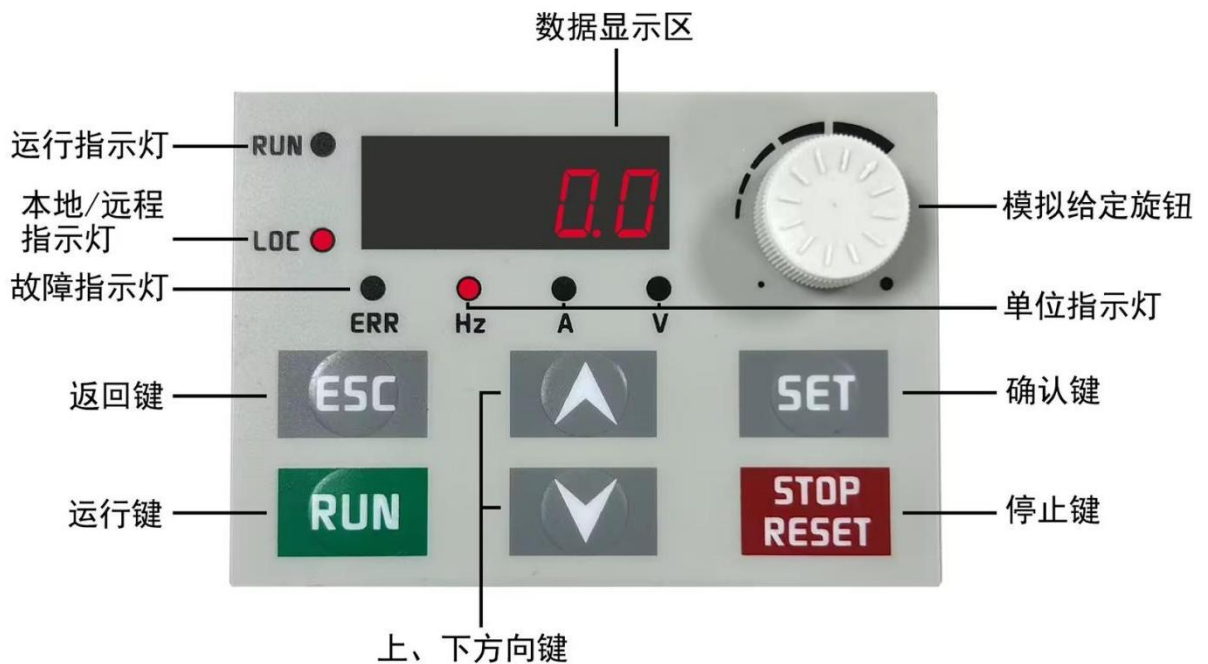 数据显示区
运行指示灯
RUN
0.0
本地/远程
指示灯
LOC
模拟给定旋钮
故障指示灯
ERR
Hz
A
V
单位指示灯
返回键
ESC
SET
确认键
运行键
RUN
STOP
RESET
停止键
上、下方向键